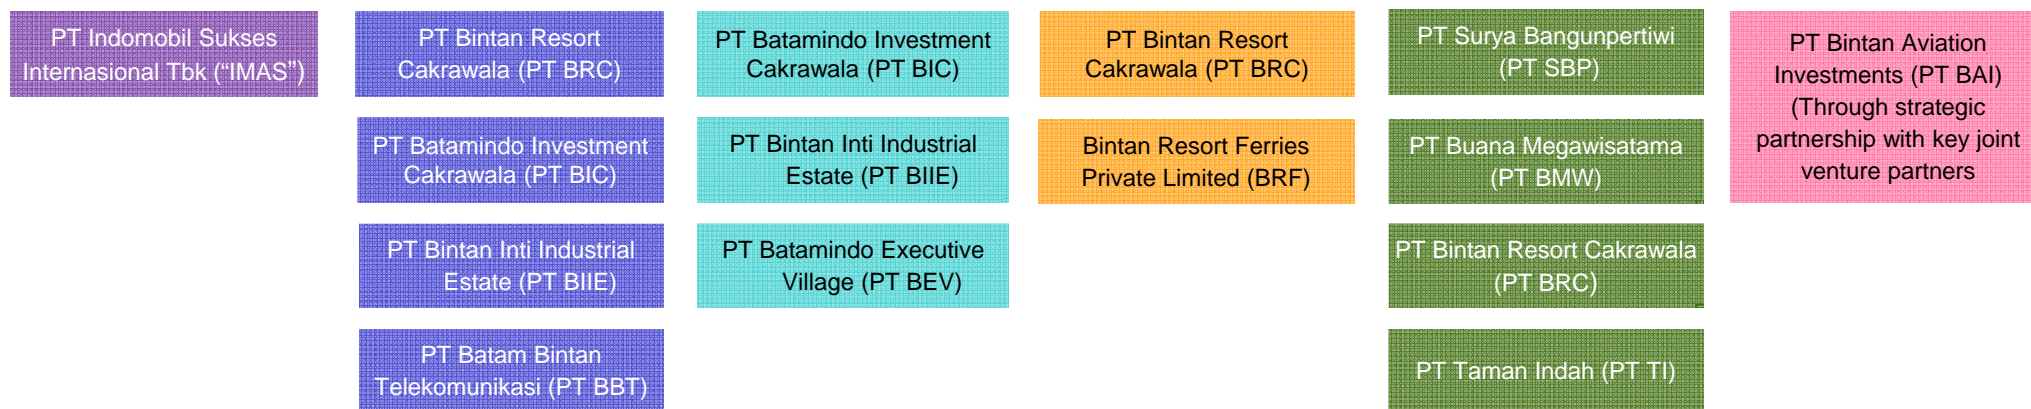 PT Indomobil Sukses
Internasional Tbk (“IMAS”)
PT Bintan Resort
Cakrawala (PT BRC)
PT Batamindo Investment
Cakrawala (PT BIC)
PT Bintan Inti Industrial
Estate (PT BIIE)
PT Batam Bintan
Telekomunikasi (PT BBT)
PT Batamindo Investment
Cakrawala (PT BIC)
PT Bintan Inti Industrial
Estate (PT BIIE)
PT Batamindo Executive
Village (PT BEV)
PT Bintan Resort
Cakrawala (PT BRC)
Bintan Resort Ferries
Private Limited (BRF)
PT Surya Bangunpertiwi
(PT SBP)
PT Buana Megawisatama
(PT BMW)
PT Bintan Resort Cakrawala
(PT BRC)
PT Taman Indah (PT TI)
PT Bintan Aviation
Investments (PT BAI)
(Through strategic
partnership with key joint
venture partners